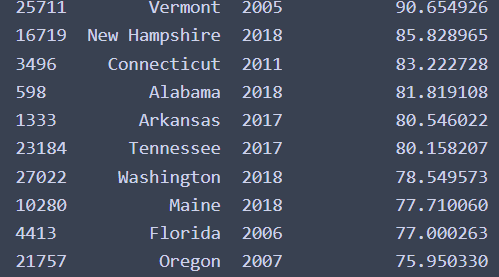 25711 Vermont 2005 90.654926
16719 New Hampshire 2018 85.828965
3496 Connecticut 2011 83.222728
598 Alabama 2018 81.819108
1333 Arkansas 2017 80.546022
23184 Tennessee 2017 80.158207
27022 Washington 2018 78.549573
10280 Maine 2018 77.710060
4413 Florida 2006 77.000263
21757 Oregon 2007 75.950330